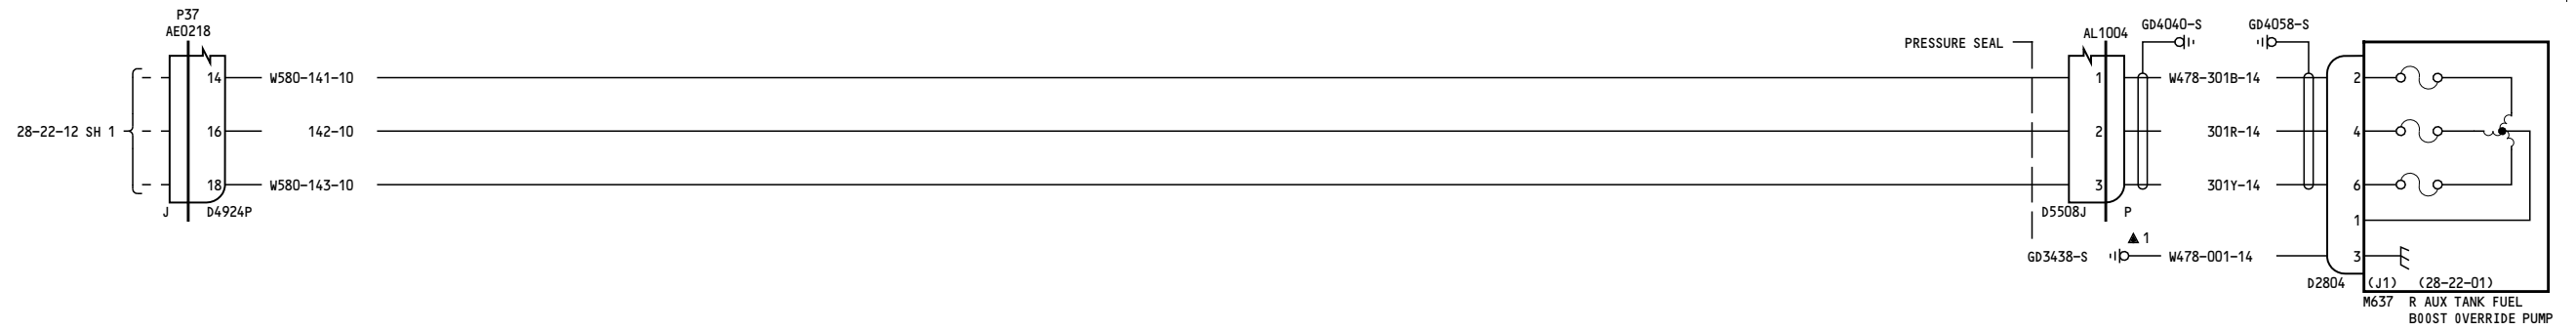 P37
AE0218
28-22-12 SH 1
14
W580-141-10
16
142-10
18
W580-143-10
J
D4924P
PRESSURE SEAL
AL1004
1
2
3
D5508J
P
GD4040-S
GD4058-S
W478-301B-14
301R-14
301Y-14
1
GD3438-S
W478-001-14
2
4
6
1
3
D2804
(J1)
(28-22-01)
M637
R AUX TANK FUEL
BOOST OVERRIDE PUMP